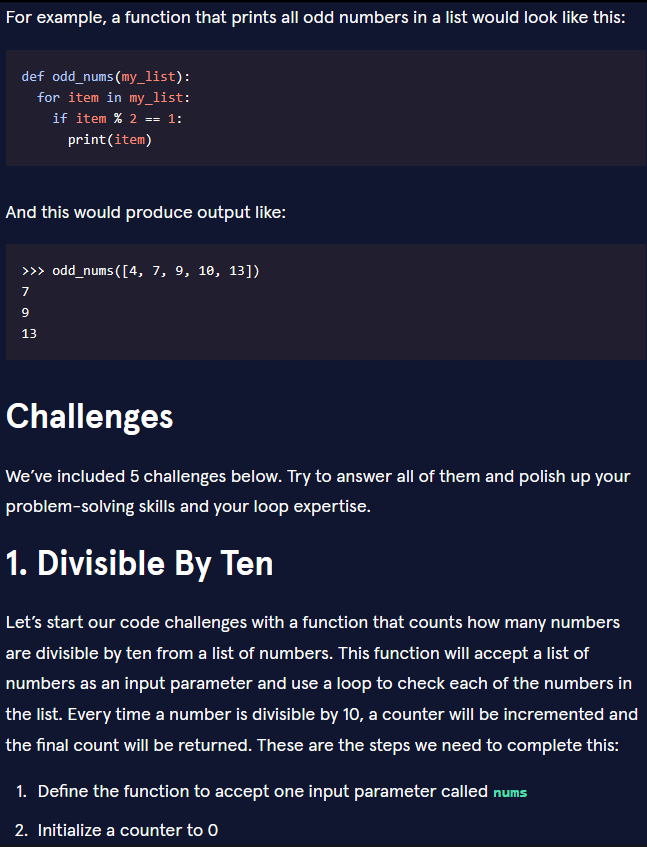 For example, a function that prints all odd numbers in a list would look like this:
def odd_nums(my_list):
  for item in my_list:
    if item % 2 == 1:
      print(item)
And this would produce output like:
>>> odd_nums([4, 7, 9, 10, 13])
7
9
13
Challenges
We’ve included 5 challenges below. Try to answer all of them and polish up your
problem-solving skills and your loop expertise.
1. Divisible By Ten
Let’s start our code challenges with a function that counts how many numbers
are divisible by ten from a list of numbers. This function will accept a list of
numbers as an input parameter and use a loop to check each of the numbers in
the list. Every time a number is divisible by 10, a counter will be incremented and
the final count will be returned. These are the steps we need to complete this:
1. Define the function to accept one input parameter called nums
2. Initialize a counter to 0